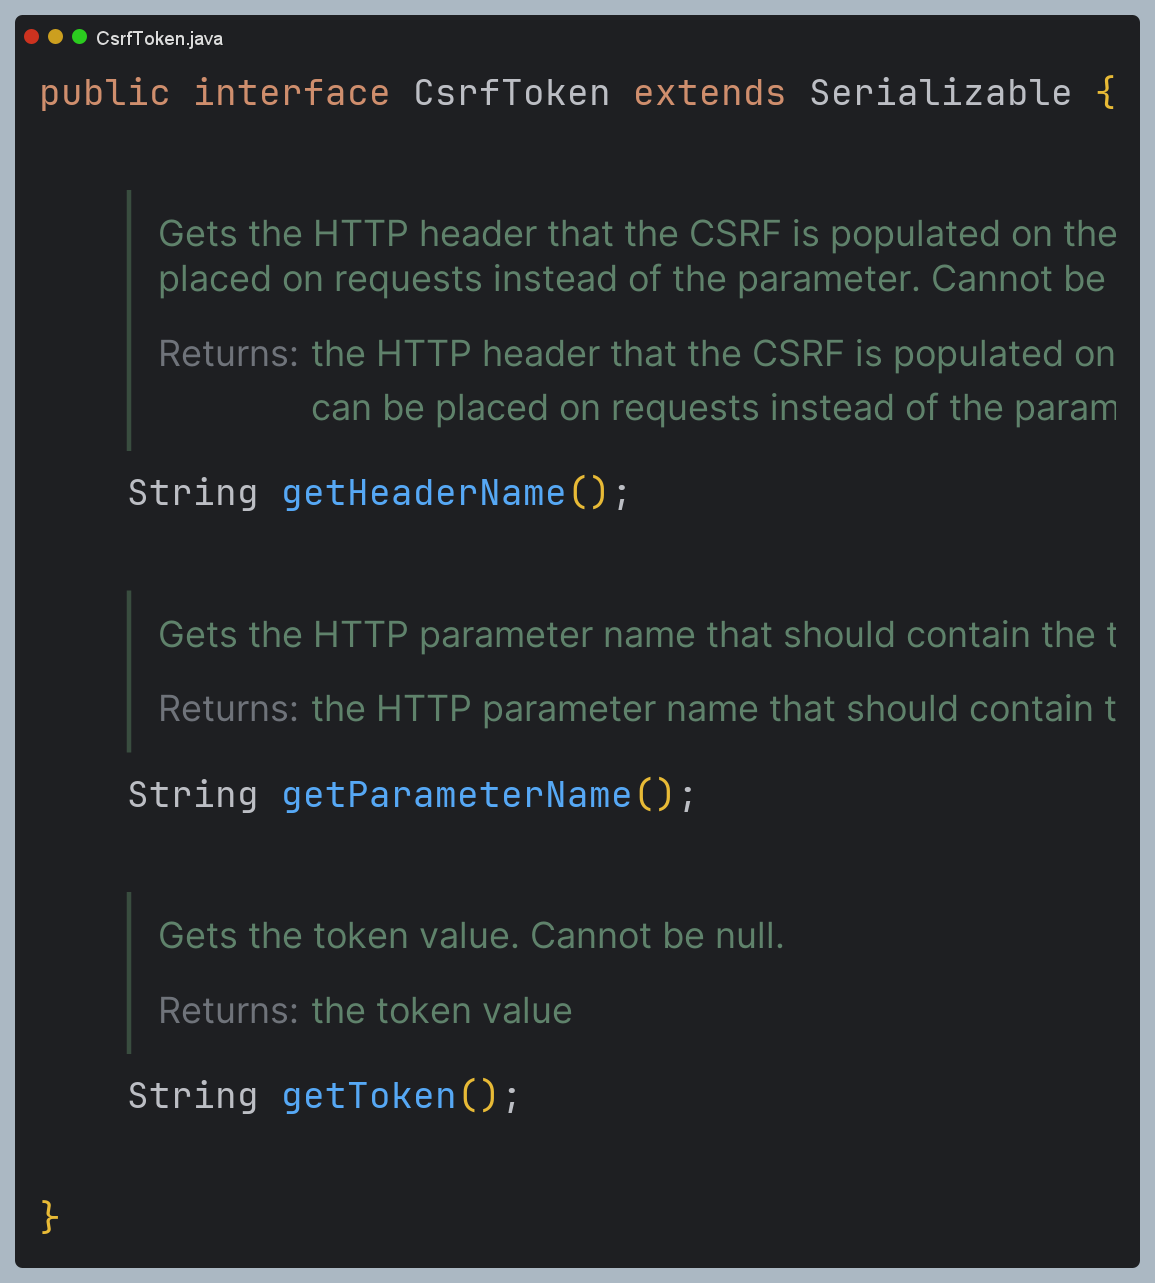 CsrfToken.java
public interface CsrfToken extends Serializable {
Gets the HTTP header that the CSRF is populated on the
placed on requests instead of the parameter. Cannot be
Returns: the HTTP header that the CSRF is populated on
can be placed on requests instead of the param
String getHeaderName();
Gets the HTTP parameter name that should contain the t
Returns: the HTTP parameter name that should contain t
String getParameterName();
Gets the token value. Cannot be null.
Returns: the token value
String getToken();
}